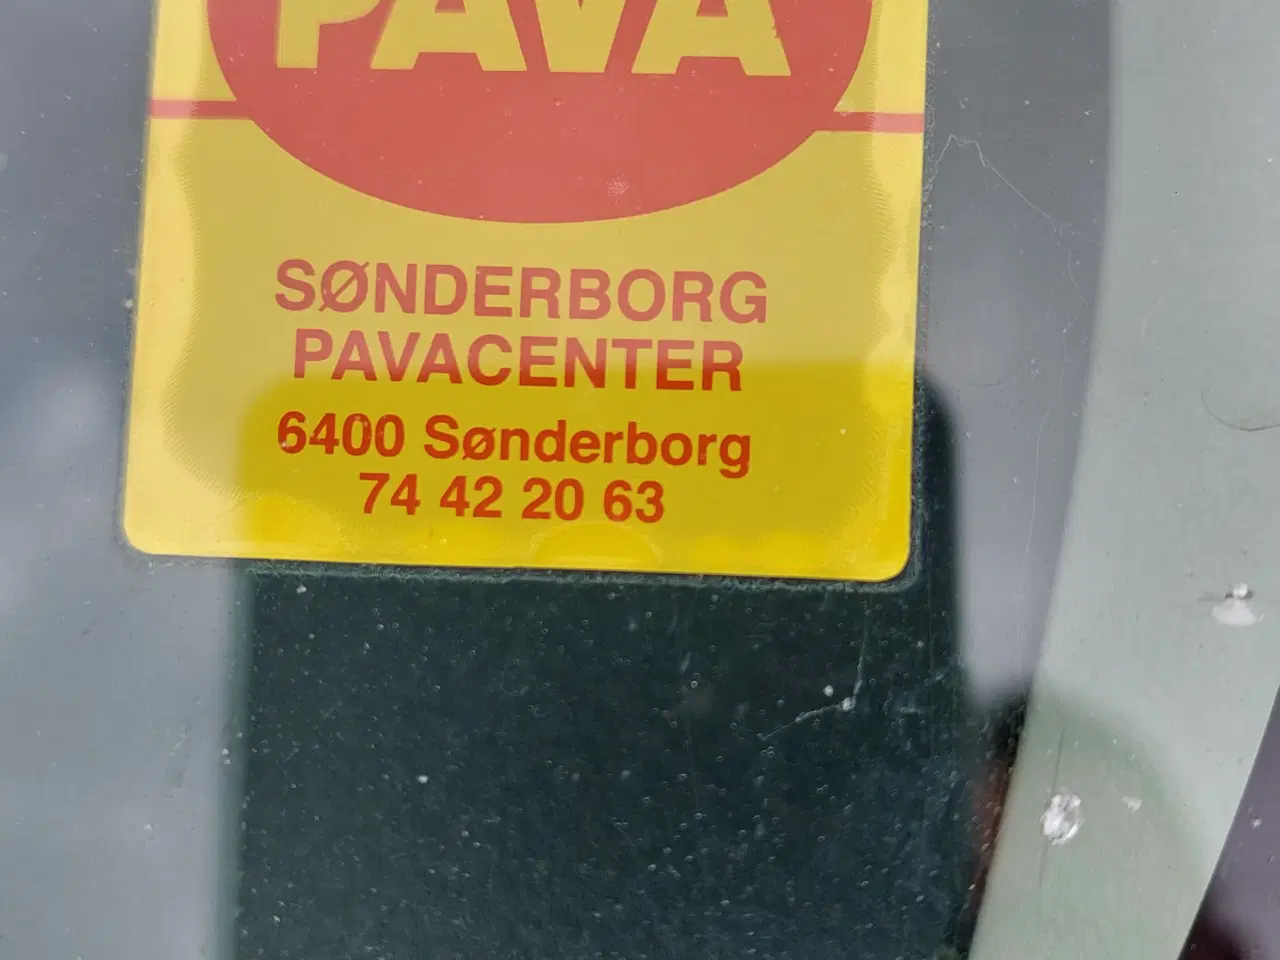 PAVA
SØNDERBORG
PAVACENTER
6400 Sønderborg
74 42 20 63